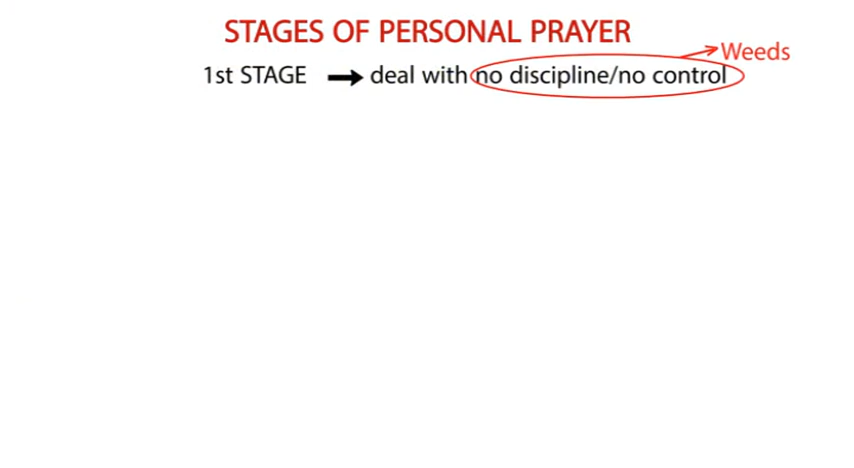 STAGES OF PERSONAL PRAYER
Weeds
1st STAGE → deal with no discipline/no control